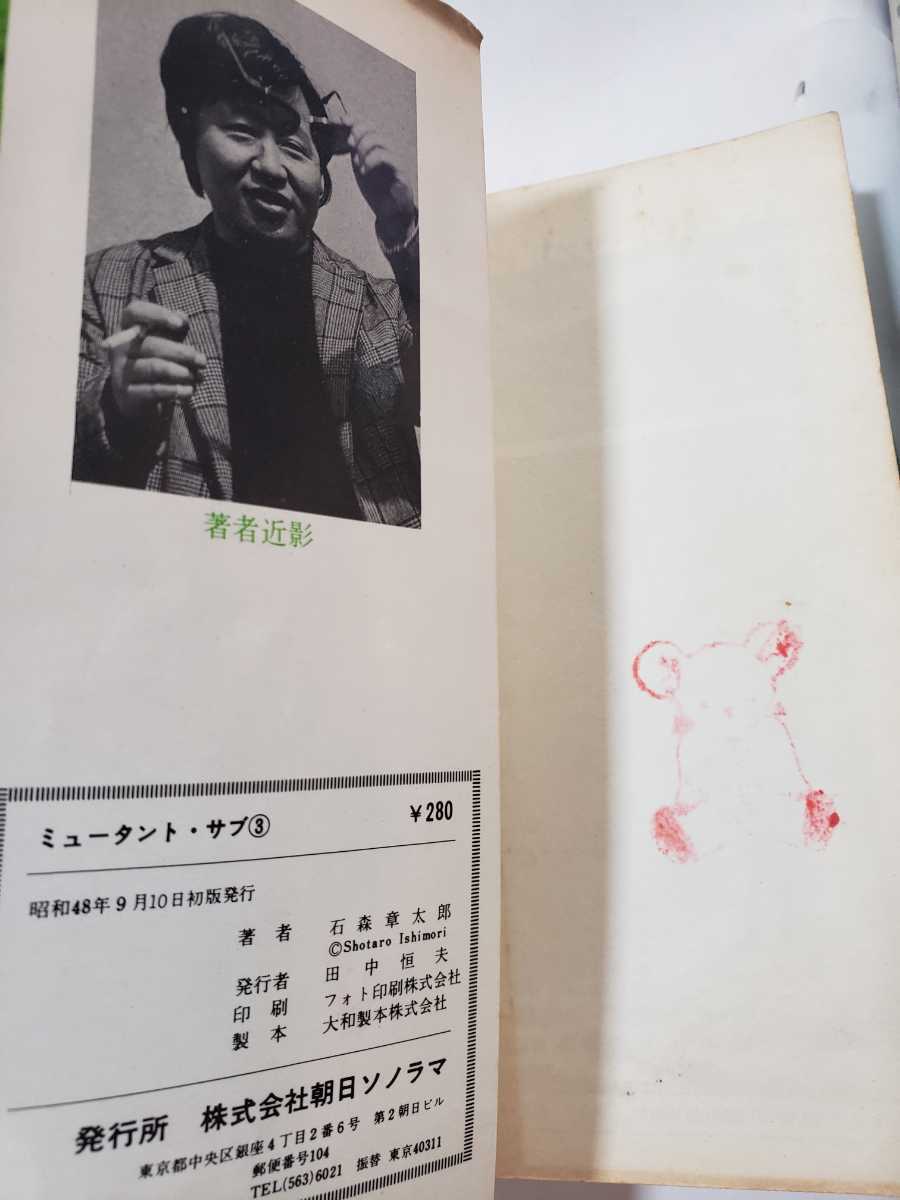 著者近影
ミュータント・サブ③ ￥280
昭和48年9月10日初版発行
著者 石森章太郎
©Shotaro Ishimori
発行者 田中恒夫
印刷 フォト印刷株式会社
製本 大和製本株式会社
発行所 株式会社朝日ソノラマ
東京都中央区銀座4丁目2番6号 第2朝日ビル
郵便番号104
TEL(563)6021 振替 東京40311